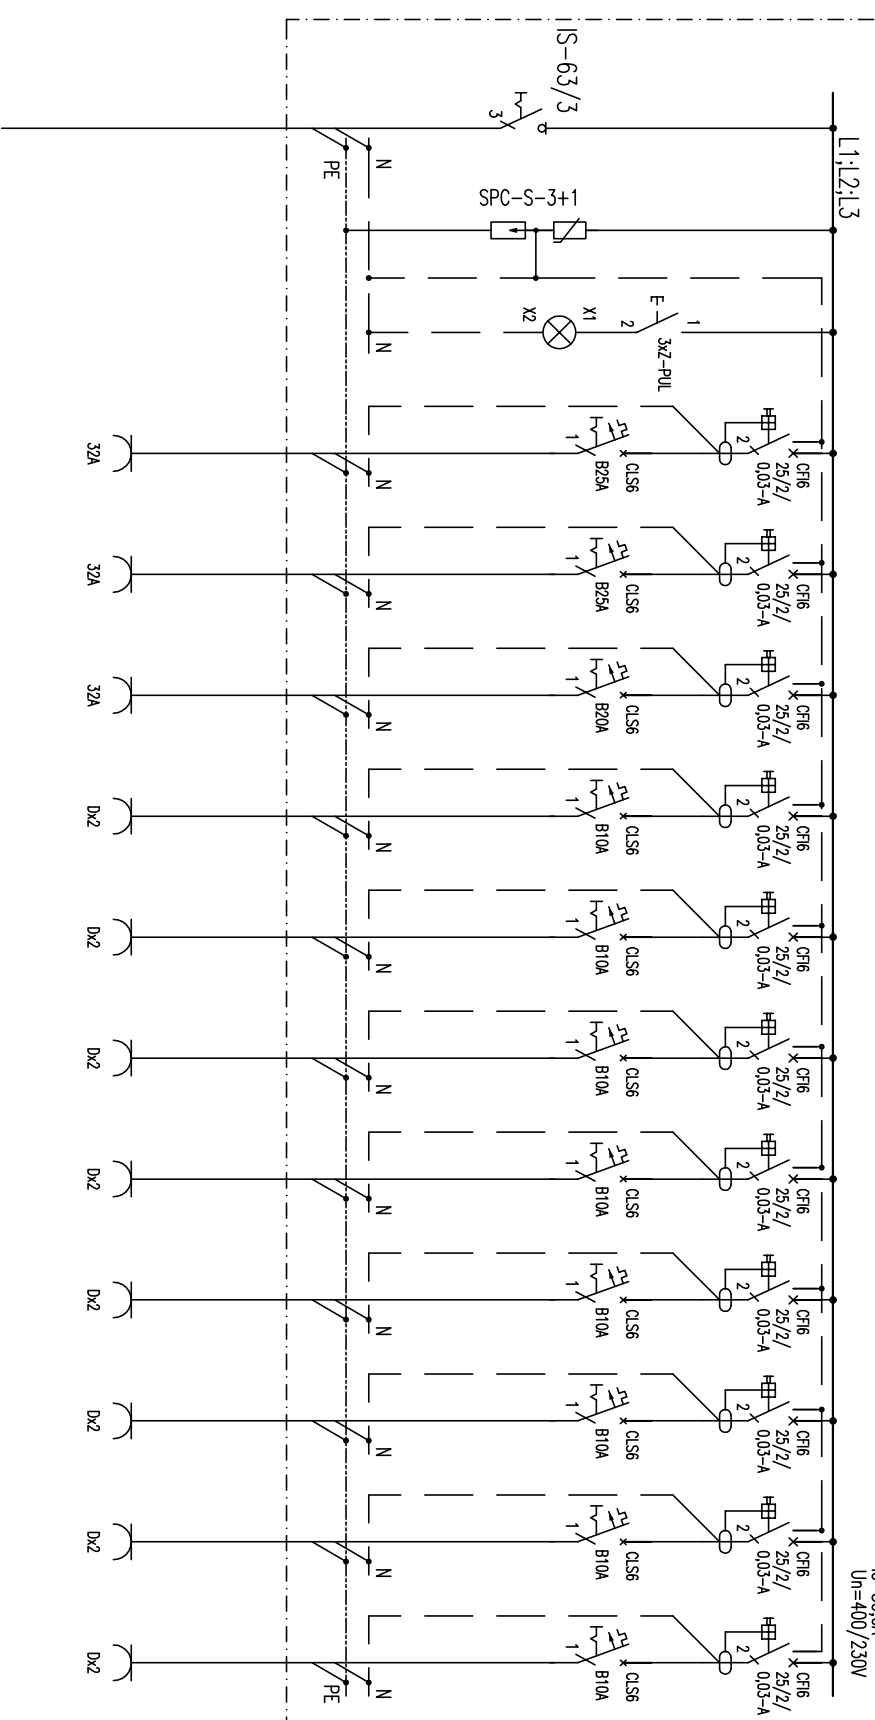 IS-63/3
3
L1;L2;L3
N
PE
SPC-S-3+1
E
1
2
3xZ-PUL
X1
X2
N
CFI6
25/2/
0,03-A
2
CLS6
B25A
1
N
32A
CFI6
25/2/
0,03-A
2
CLS6
B25A
1
N
32A
CFI6
25/2/
0,03-A
2
CLS6
B20A
1
N
32A
CFI6
25/2/
0,03-A
2
CLS6
B10A
1
N
Dx2
CFI6
25/2/
0,03-A
2
CLS6
B10A
1
N
Dx2
CFI6
25/2/
0,03-A
2
CLS6
B10A
1
N
Dx2
CFI6
25/2/
0,03-A
2
CLS6
B10A
1
N
Dx2
CFI6
25/2/
0,03-A
2
CLS6
B10A
1
N
Dx2
CFI6
25/2/
0,03-A
2
CLS6
B10A
1
N
Dx2
CFI6
25/2/
0,03-A
2
CLS6
B10A
1
N
Dx2
Un=400/230V
CFI6
25/2/
0,03-A
2
CLS6
B10A
1
N
PE
Dx2